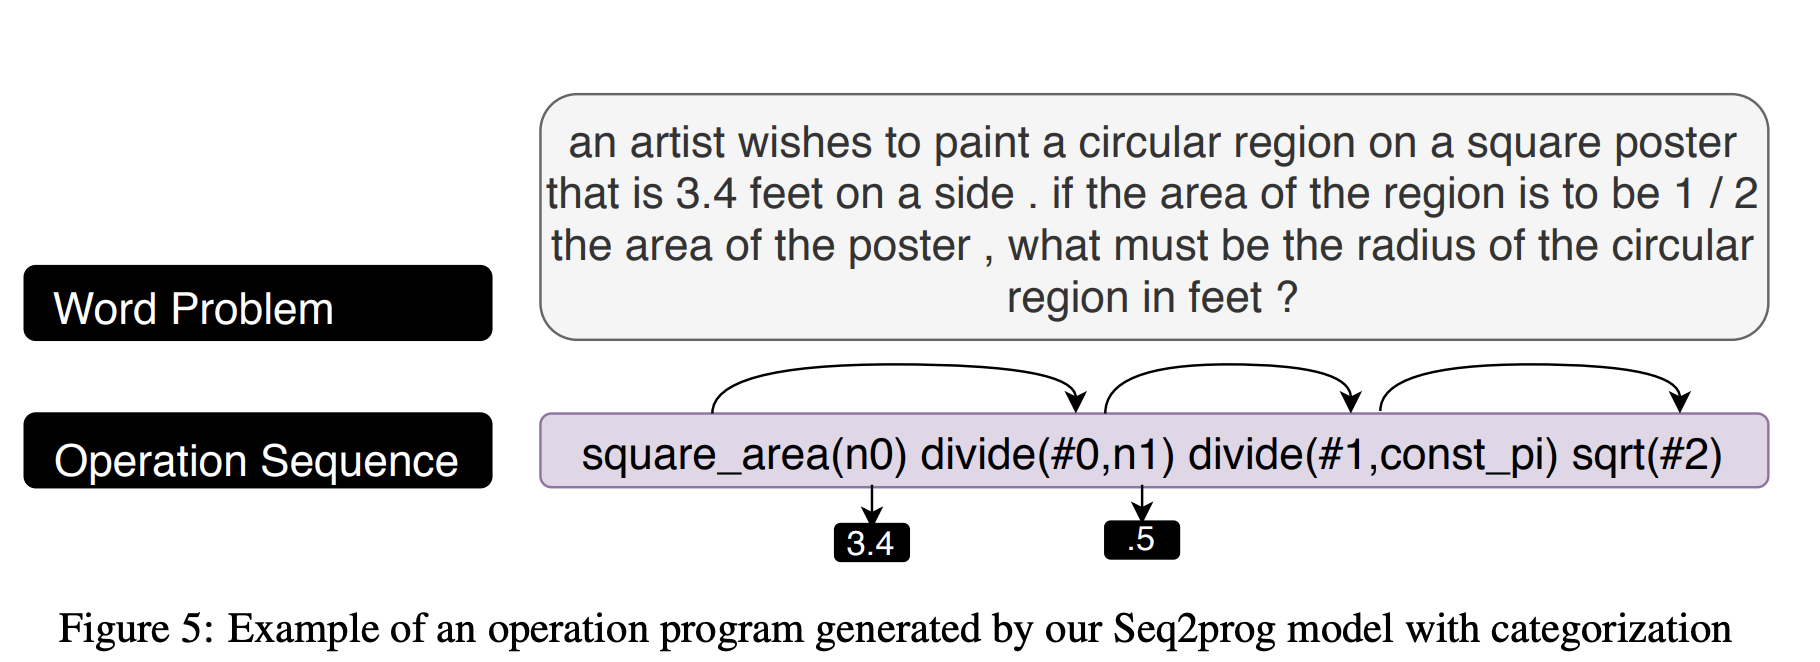 an artist wishes to paint a circular region on a square poster
that is 3.4 feet on a side . if the area of the region is to be 1 / 2
the area of the poster , what must be the radius of the circular
region in feet ?
Word Problem
Operation Sequence
square_area(n0) divide(#0,n1) divide(#1,const_pi) sqrt(#2)
3.4
.5
Figure 5: Example of an operation program generated by our Seq2prog model with categorization